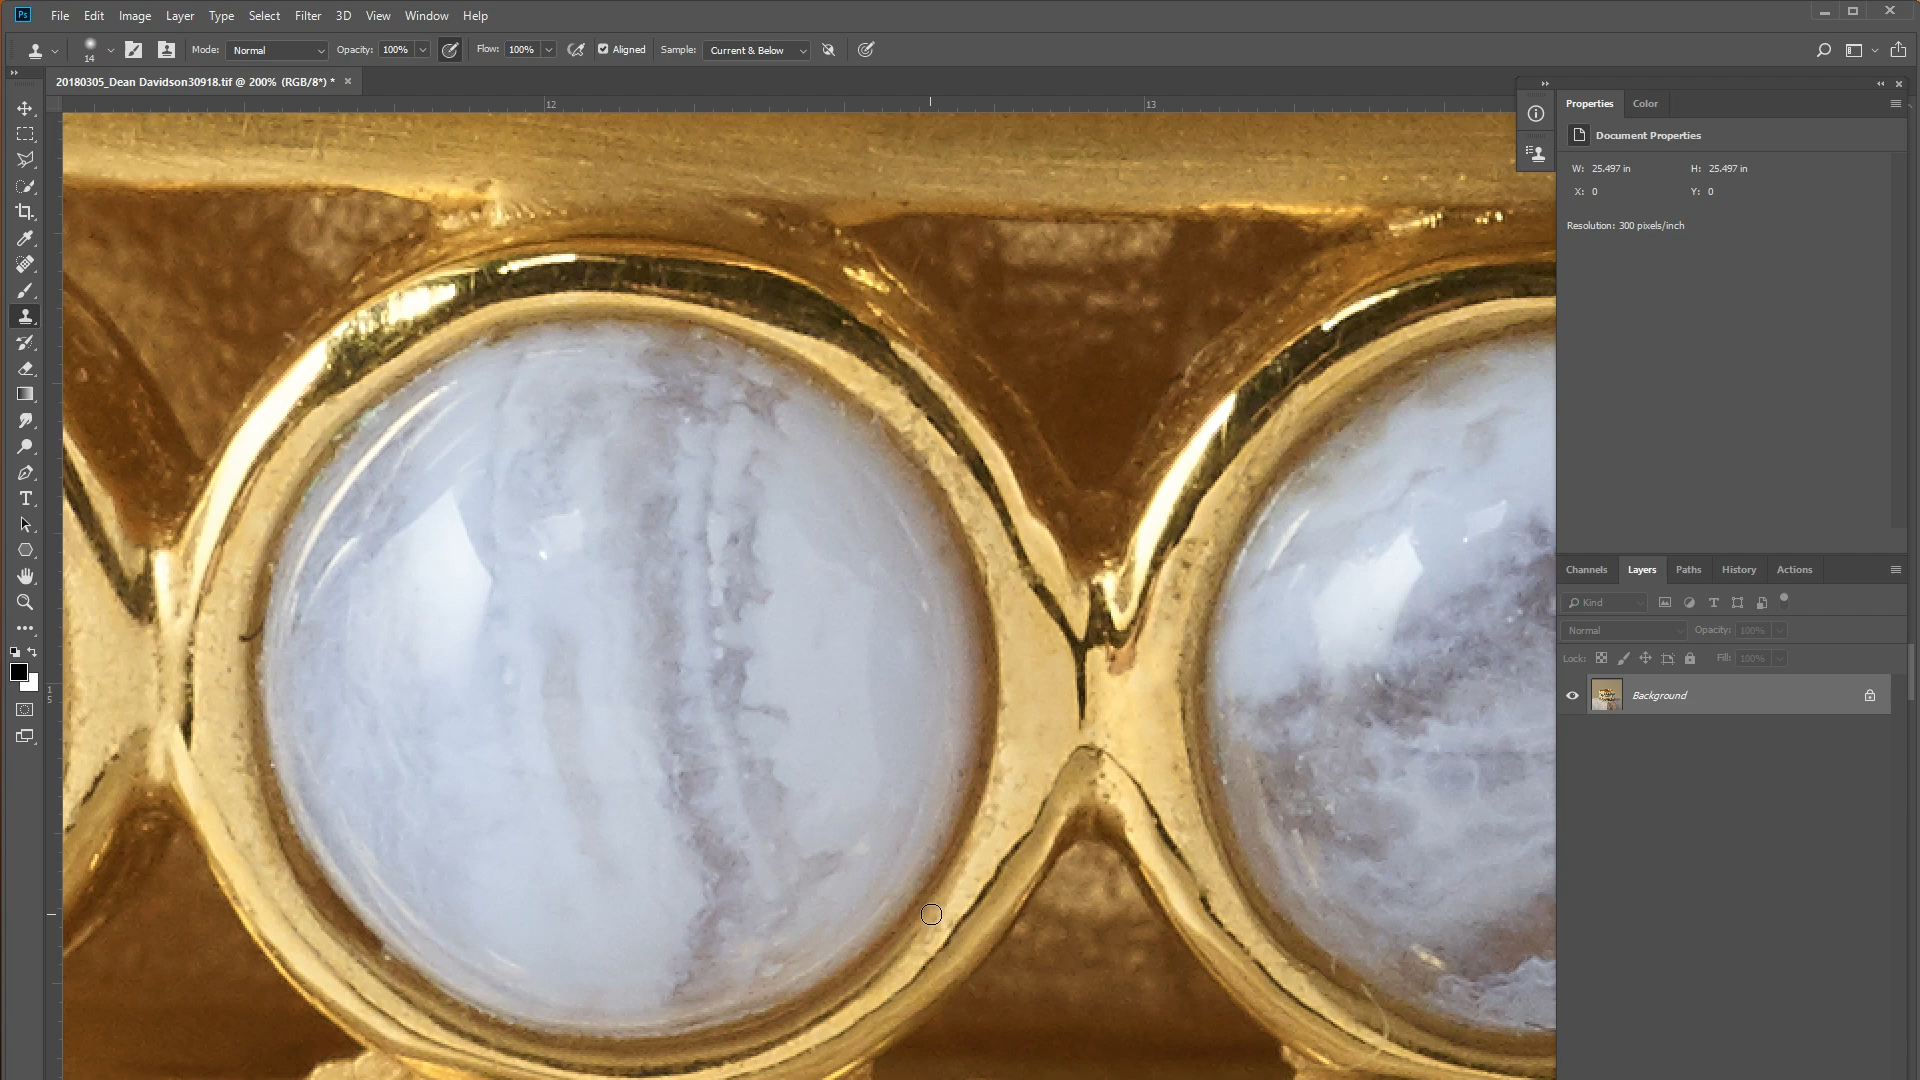 Ps File Edit Image Layer Type Select Filter 3D View Window Help
14 Mode: Normal Opacity: 100% Flow: 100% Aligned Sample: Current & Below
20180305_Dean Davidson30918.tif @ 200% (RGB/8*) *
12 13
15
Properties Color
Document Properties
W: 25.497 in H: 25.497 in
X: 0 Y: 0
Resolution: 300 pixels/inch
Channels Layers Paths History Actions
Kind
Normal Opacity: 100%
Lock: Fill: 100%
Background